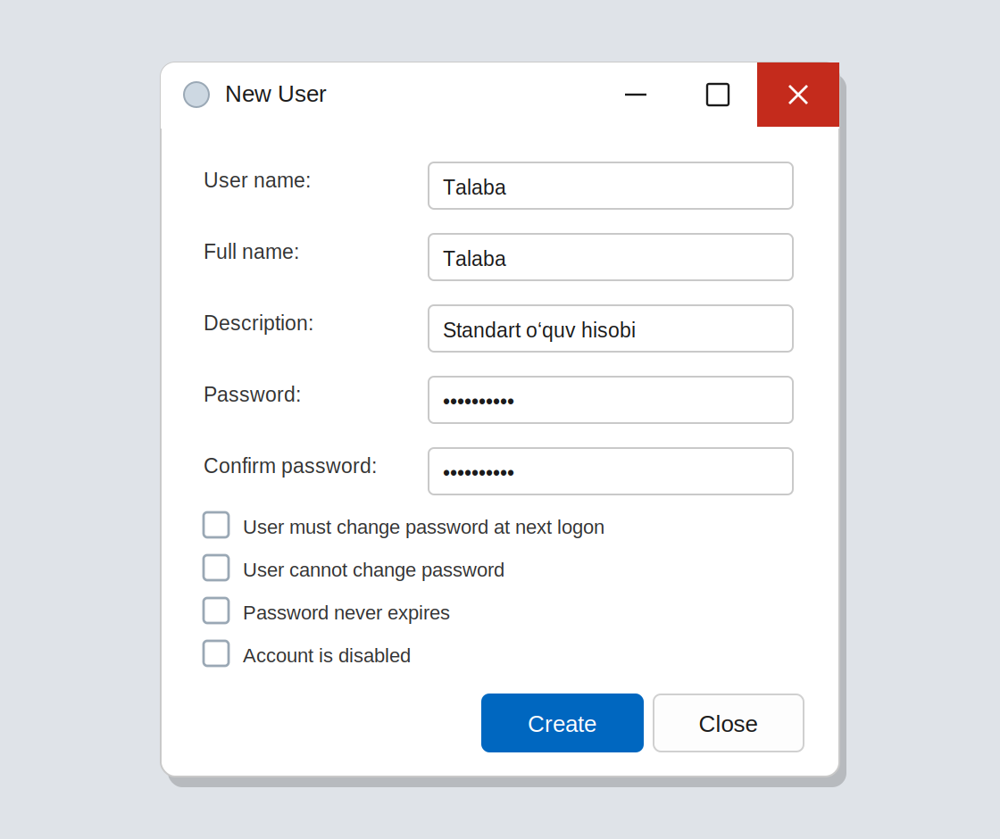 New User
User name: Talaba
Full name: Talaba
Description: Standart o‘quv hisobi
Password: ••••••••••
Confirm password: ••••••••••
User must change password at next logon
User cannot change password
Password never expires
Account is disabled
Create Close